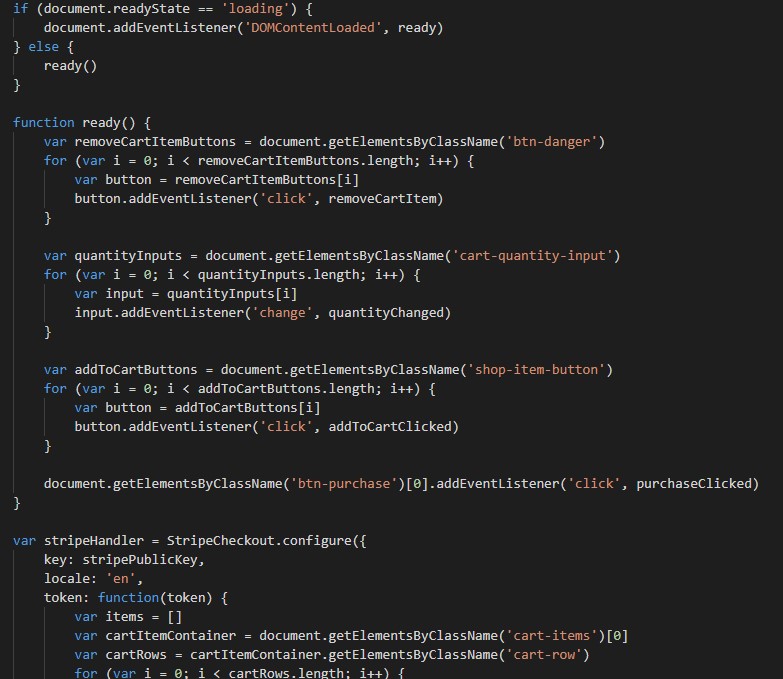 if (document.readyState == 'loading') {
    document.addEventListener('DOMContentLoaded', ready)
} else {
    ready()
}

function ready() {
    var removeCartItemButtons = document.getElementsByClassName('btn-danger')
    for (var i = 0; i < removeCartItemButtons.length; i++) {
        var button = removeCartItemButtons[i]
        button.addEventListener('click', removeCartItem)
    }

    var quantityInputs = document.getElementsByClassName('cart-quantity-input')
    for (var i = 0; i < quantityInputs.length; i++) {
        var input = quantityInputs[i]
        input.addEventListener('change', quantityChanged)
    }

    var addToCartButtons = document.getElementsByClassName('shop-item-button')
    for (var i = 0; i < addToCartButtons.length; i++) {
        var button = addToCartButtons[i]
        button.addEventListener('click', addToCartClicked)
    }

    document.getElementsByClassName('btn-purchase')[0].addEventListener('click', purchaseClicked)
}

var stripeHandler = StripeCheckout.configure({
    key: stripePublicKey,
    locale: 'en',
    token: function(token) {
        var items = []
        var cartItemContainer = document.getElementsByClassName('cart-items')[0]
        var cartRows = cartItemContainer.getElementsByClassName('cart-row')
        for (var i = 0; i < cartRows.length; i++) {